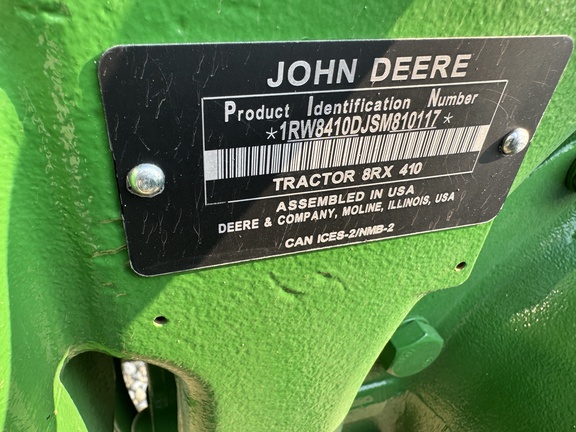 JOHN DEERE
Product Identification Number
*1RW8410DJSM810117*
TRACTOR 8RX 410
ASSEMBLED IN USA
DEERE & COMPANY, MOLINE, ILLINOIS, USA
CAN ICES-2/NMB-2